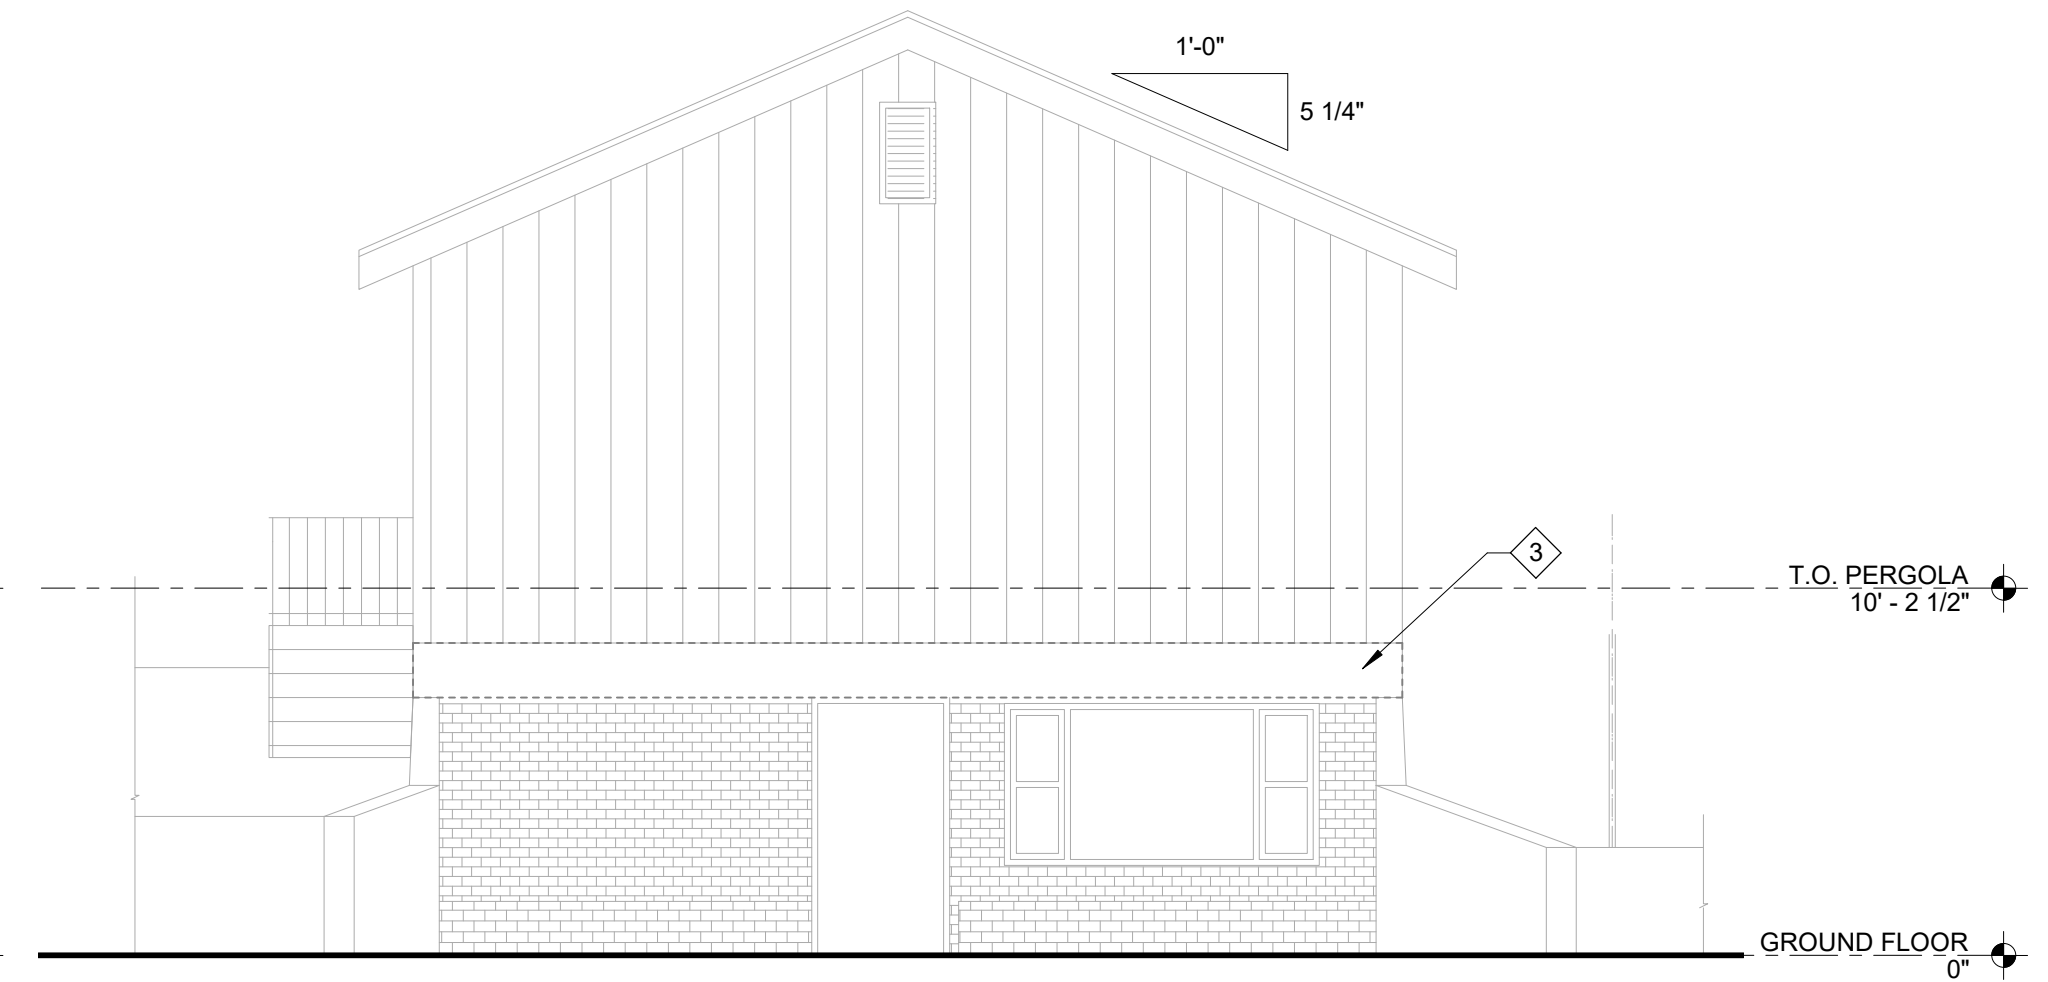 1'-0"
5 1/4"
3
T.O. PERGOLA
10' - 2 1/2"
GROUND FLOOR
0"